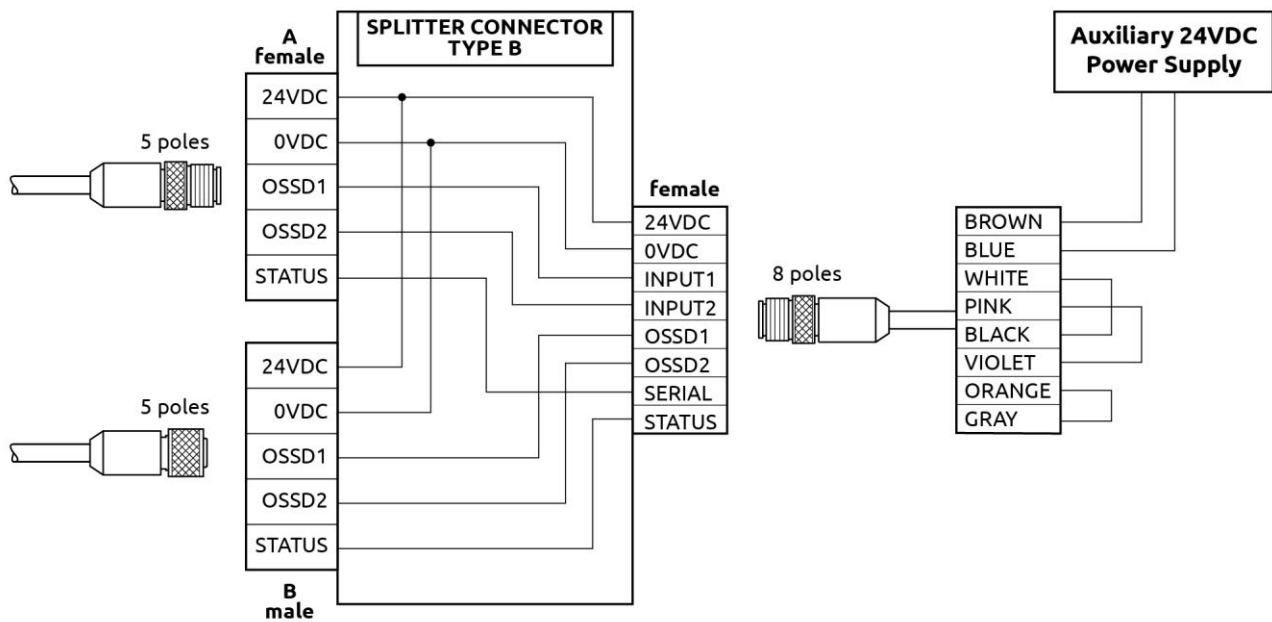 SPLITTER CONNECTOR
TYPE B
A
female
24VDC
0VDC
OSSD1
OSSD2
STATUS
5 poles
24VDC
0VDC
OSSD1
OSSD2
STATUS
B
male
5 poles
female
24VDC
0VDC
INPUT1
INPUT2
OSSD1
OSSD2
SERIAL
STATUS
8 poles
Auxiliary 24VDC
Power Supply
BROWN
BLUE
WHITE
PINK
BLACK
VIOLET
ORANGE
GRAY